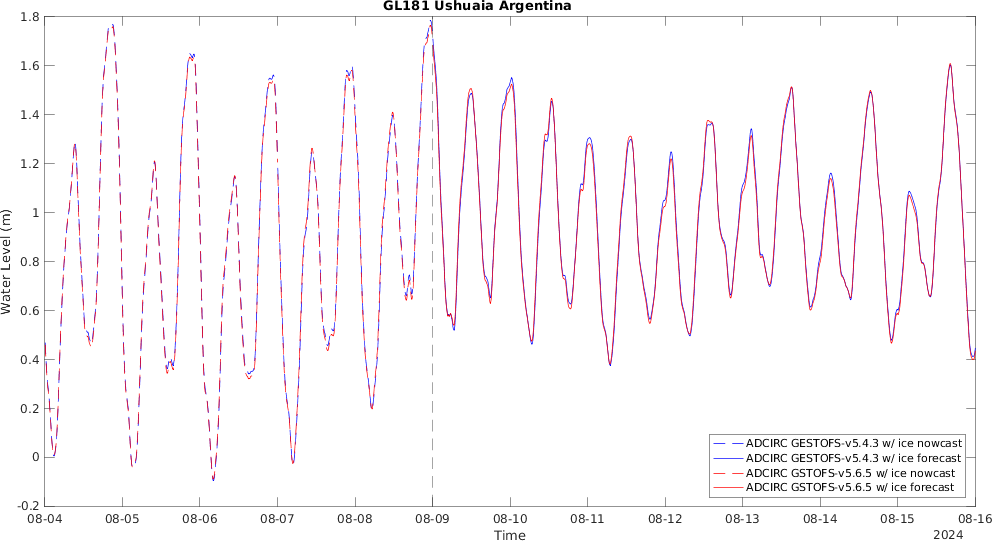 GL181 Ushuaia Argentina
1.8
1.6
1.4
1.2
1
0.8
0.6
0.4
0.2
0
-0.2
Water Level (m)
08-04 08-05 08-06 08-07 08-08 08-09 08-10 08-11 08-12 08-13 08-14 08-15 08-16
Time
2024
ADCIRC GESTOFS-v5.4.3 w/ ice nowcast
ADCIRC GESTOFS-v5.4.3 w/ ice forecast
ADCIRC GSTOFS-v5.6.5 w/ ice nowcast
ADCIRC GSTOFS-v5.6.5 w/ ice forecast